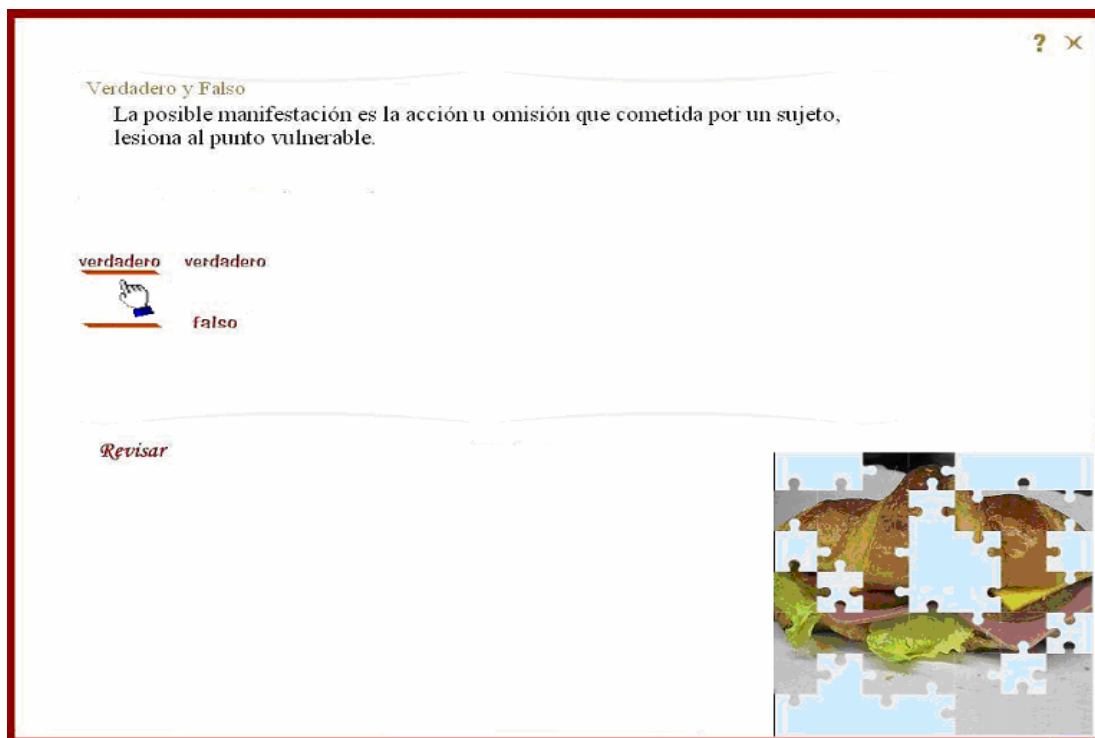 ?
Verdadero y Falso
La posible manifestación es la acción u omisión que cometida por un sujeto,
lesiona al punto vulnerable.
verdadero verdadero
falso
Revisar